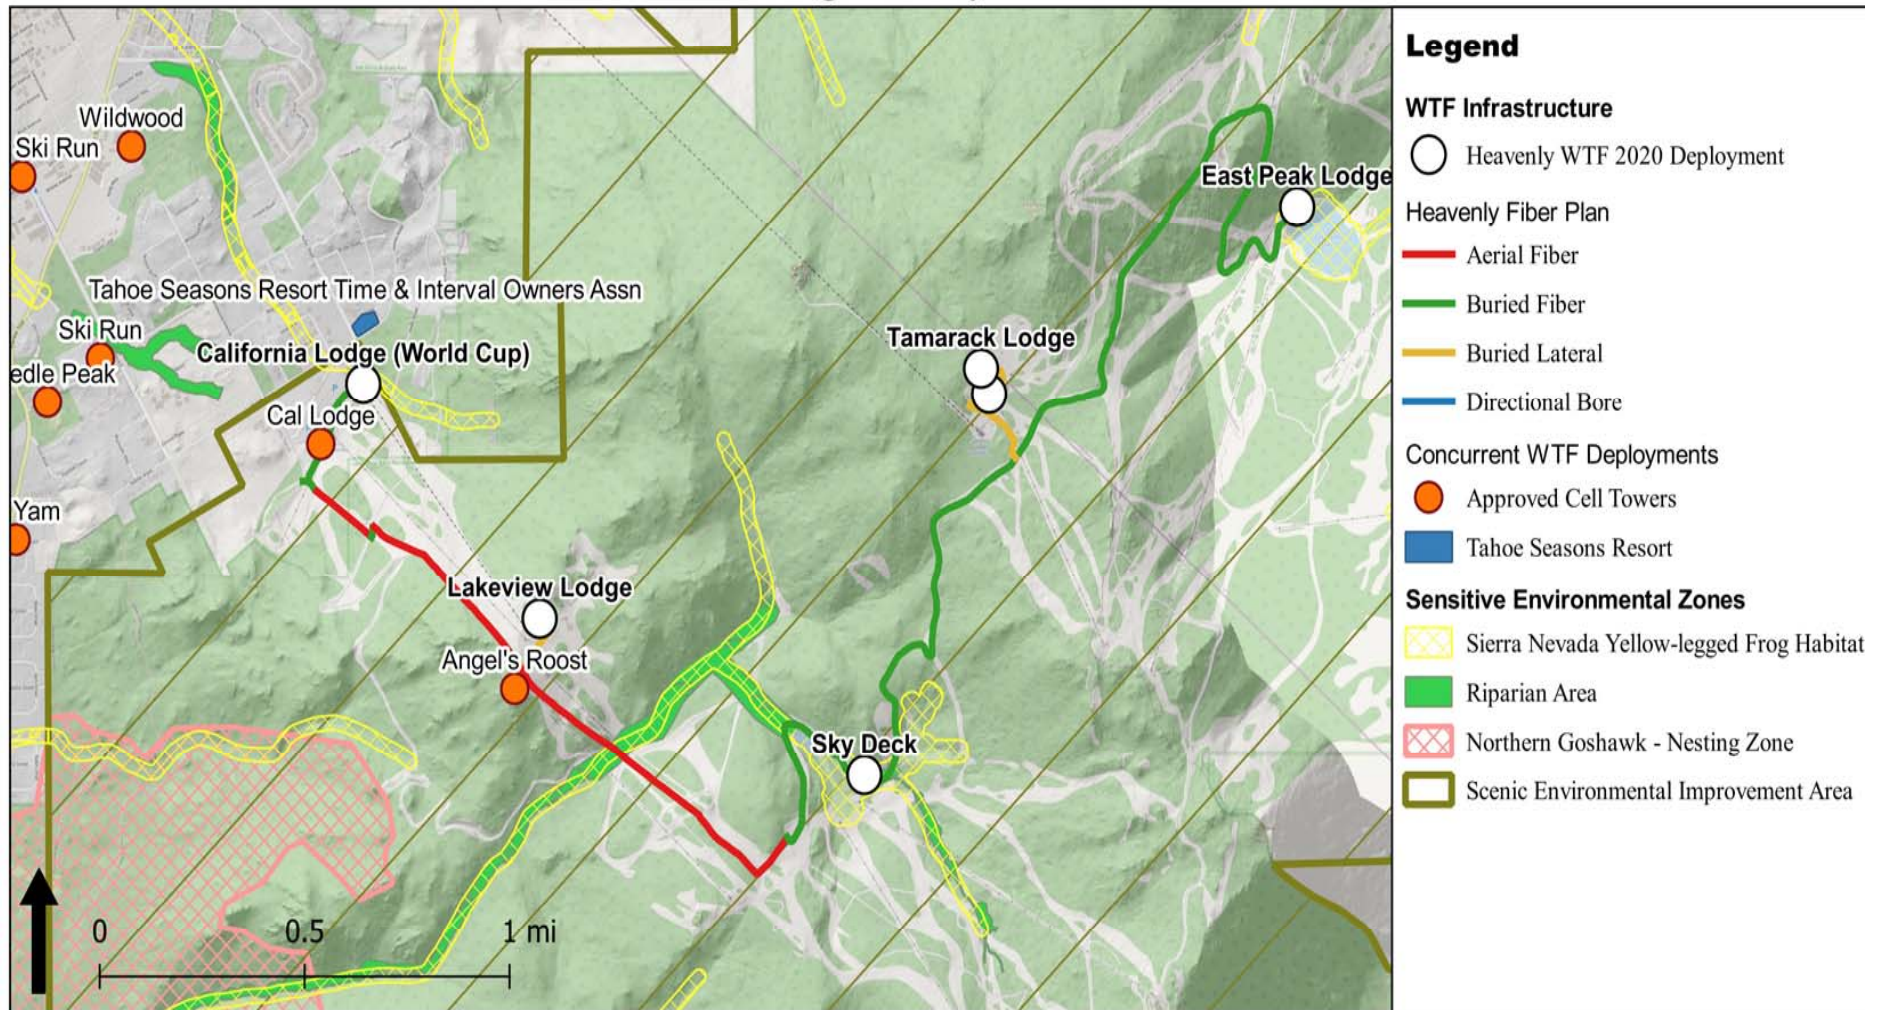 Wildwood
Ski Run
East Peak Lodge
Tahoe Seasons Resort Time & Interval Owners Assn
Ski Run
Tamarack Lodge
California Lodge (World Cup)
edle Peak
Cal Lodge
Yam
Lakeview Lodge
Angel's Roost
Sky Deck
0 0.5 1 mi
Legend
WTF Infrastructure
Heavenly WTF 2020 Deployment
Heavenly Fiber Plan
Aerial Fiber
Buried Fiber
Buried Lateral
Directional Bore
Concurrent WTF Deployments
Approved Cell Towers
Tahoe Seasons Resort
Sensitive Environmental Zones
Sierra Nevada Yellow-legged Frog Habitat
Riparian Area
Northern Goshawk - Nesting Zone
Scenic Environmental Improvement Area